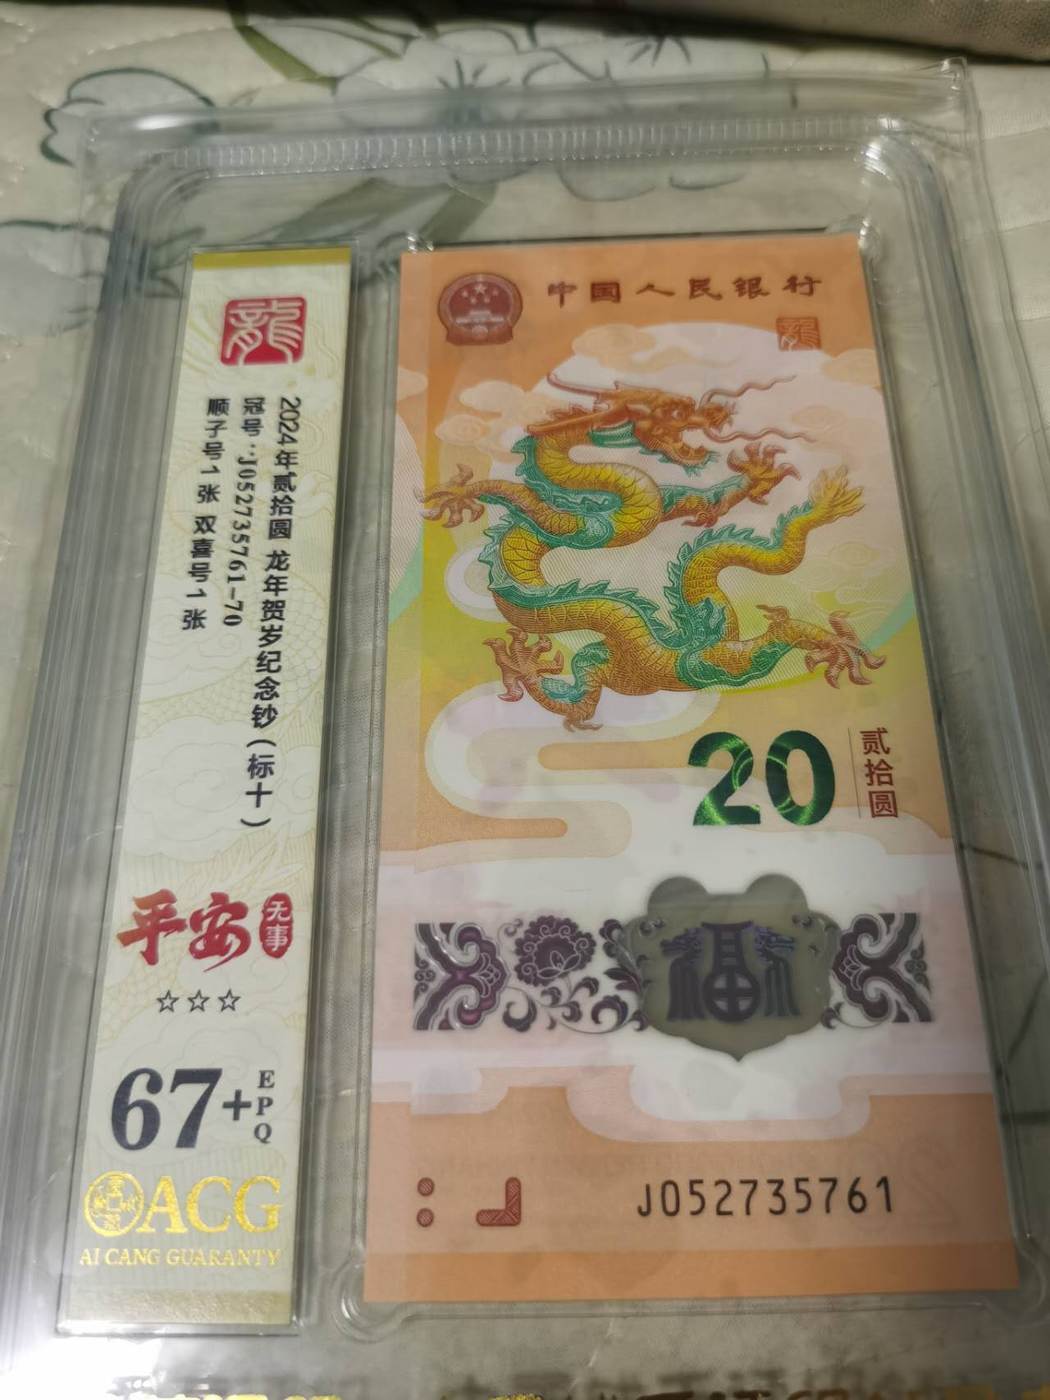 龍
2024年贰拾圆 龙年贺岁纪念钞(标十)
冠号:J052735761-70
顺子号1张 双喜号1张
平安
无事
☆☆☆
67+
EPQ
ACG
AI CANG GUARANTY
中国人民银行
龍
20
贰拾圆
福
J052735761